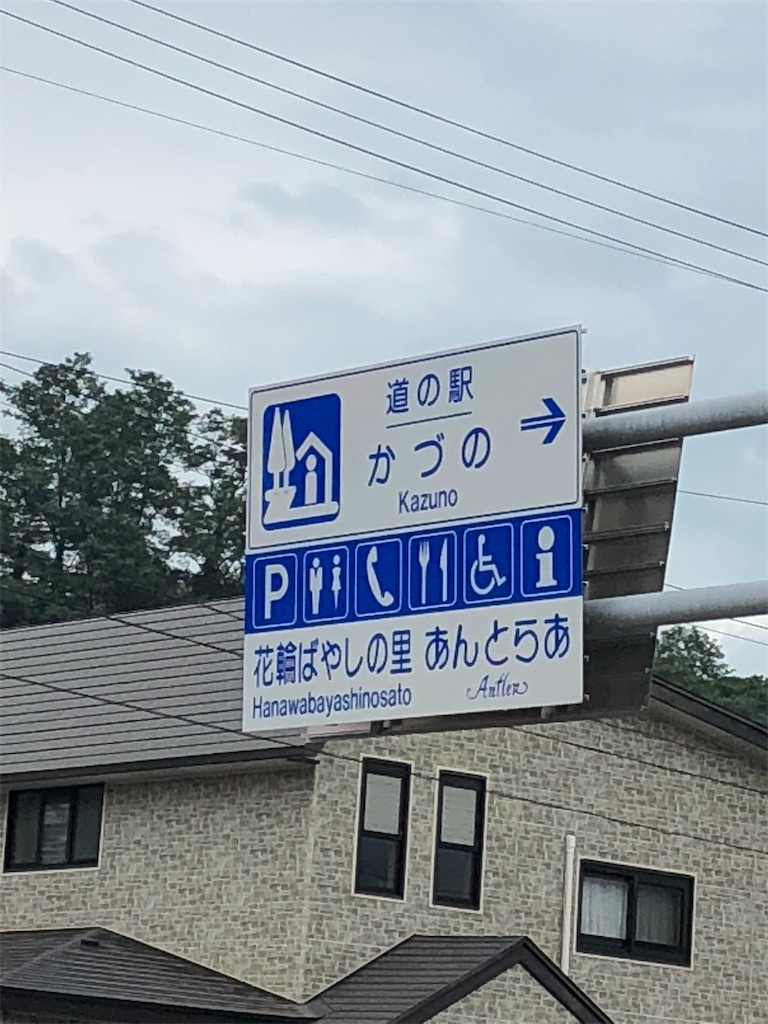 道の駅
かづの
Kazuno
P
花輪ばやしの里 あんとらあ
Hanawabayashinosato Antler